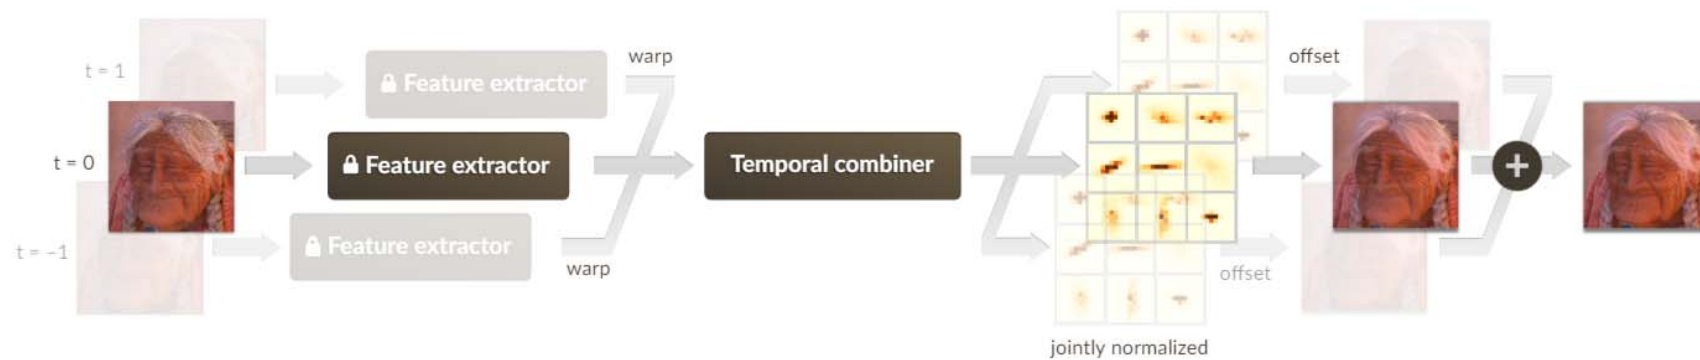 t = 1
Feature extractor
warp
offset
t = 0
Feature extractor
Temporal combiner
+
t = −1
Feature extractor
warp
offset
jointly normalized